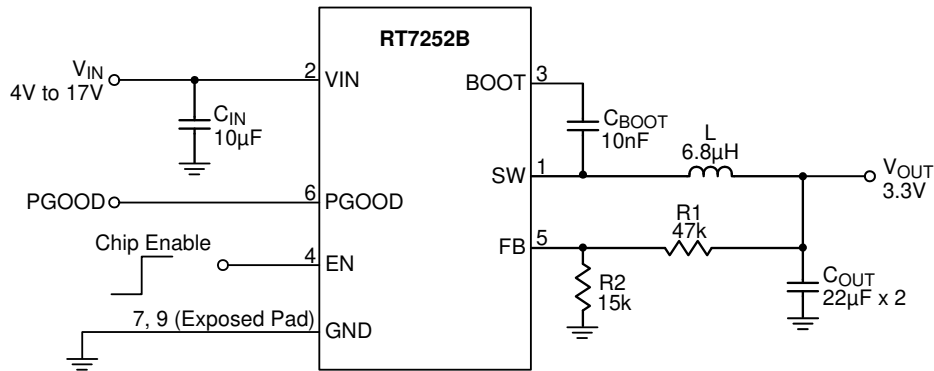 RT7252B
VIN
4V to 17V
2
VIN
CIN
10µF
BOOT
3
CBOOT
10nF
L
6.8µH
SW
1
VOUT
3.3V
PGOOD
6
PGOOD
R1
47k
FB
5
Chip Enable
4
EN
R2
15k
COUT
22µF x 2
7, 9 (Exposed Pad)
GND